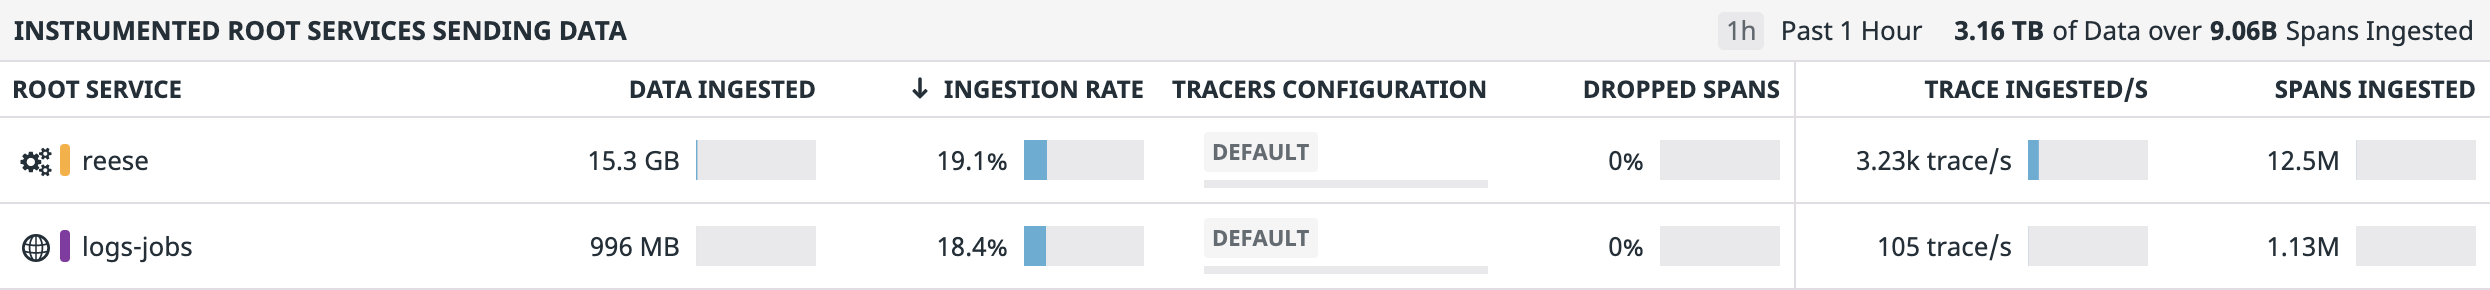 INSTRUMENTED ROOT SERVICES SENDING DATA 1h Past 1 Hour 3.16 TB of Data over 9.06B Spans Ingested
ROOT SERVICE DATA INGESTED ↓ INGESTION RATE TRACERS CONFIGURATION DROPPED SPANS TRACE INGESTED/S SPANS INGESTED
reese 15.3 GB 19.1% DEFAULT 0% 3.23k trace/s 12.5M
logs-jobs 996 MB 18.4% DEFAULT 0% 105 trace/s 1.13M